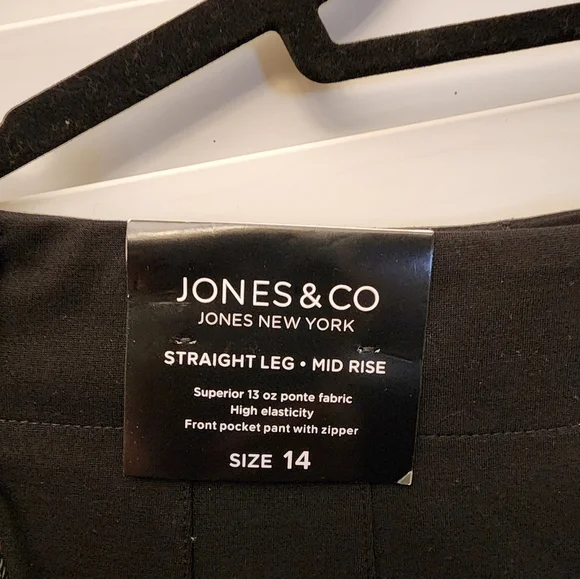 JONES & CO
JONES NEW YORK
STRAIGHT LEG • MID RISE
Superior 13 oz ponte fabric
High elasticity
Front pocket pant with zipper
SIZE 14